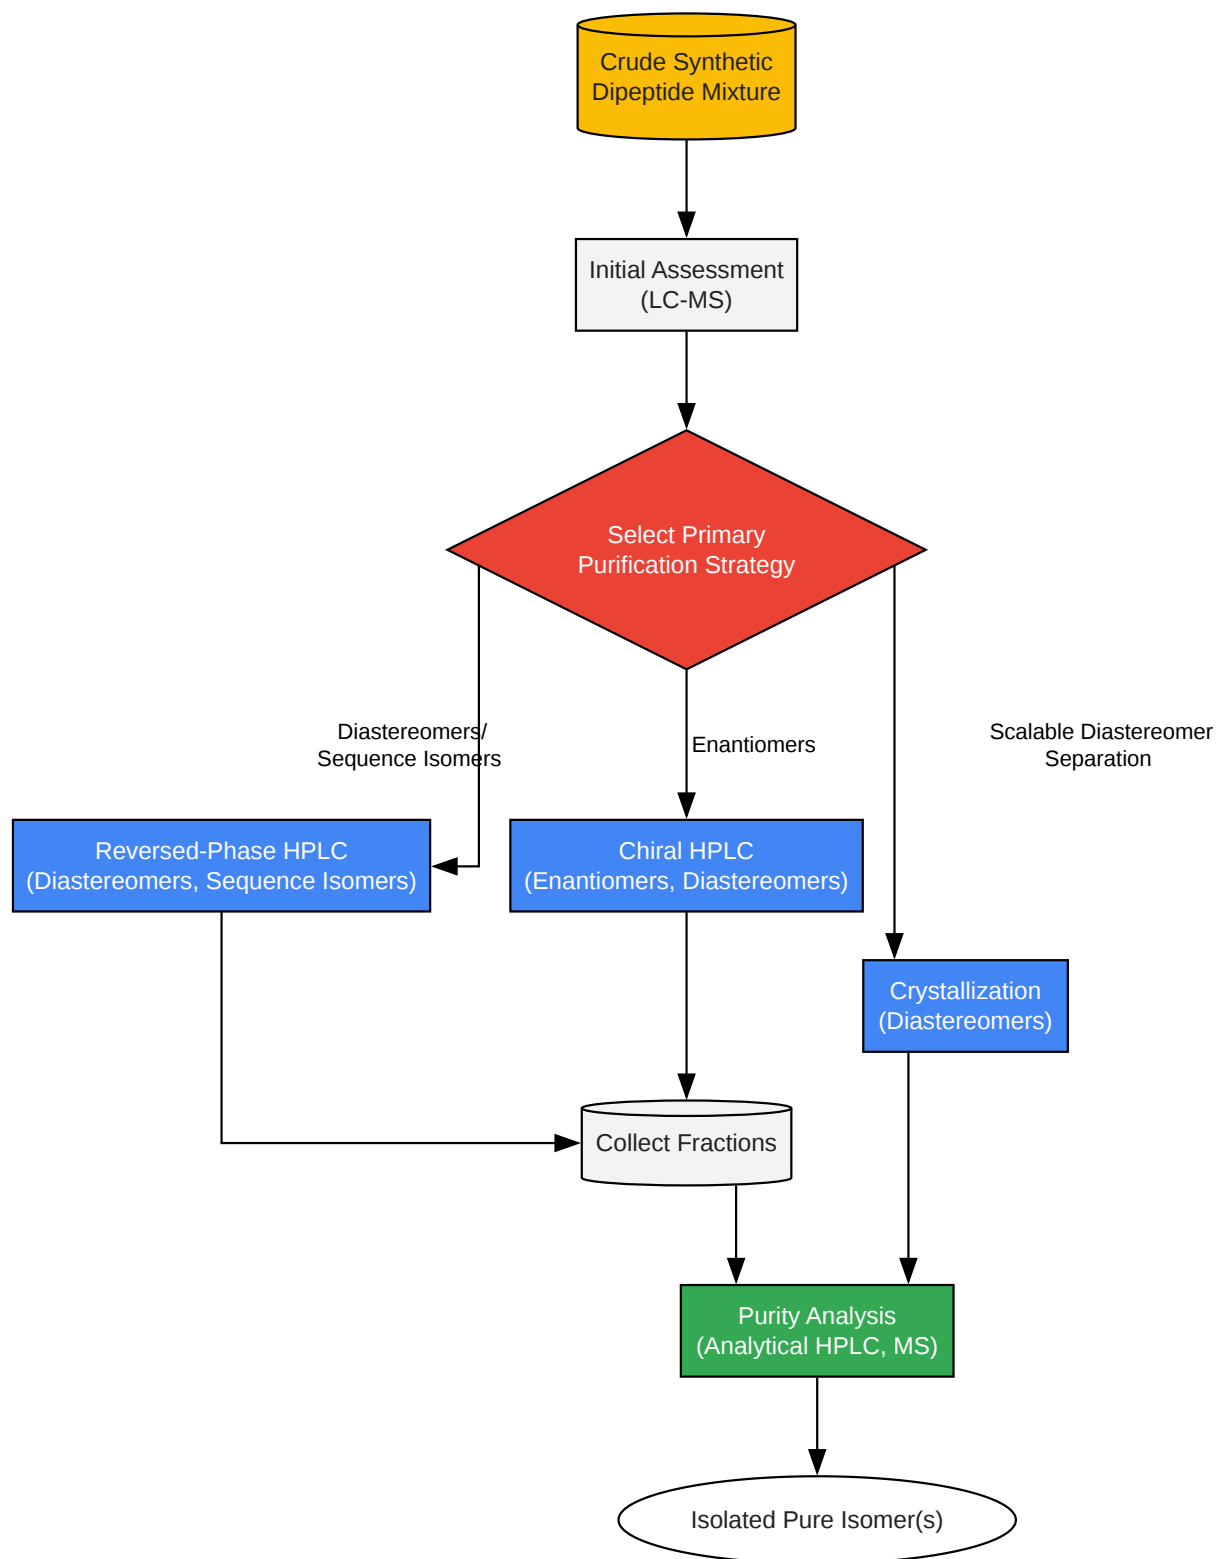 Crude Synthetic
Dipeptide Mixture
Initial Assessment
(LC-MS)
Select Primary
Purification Strategy
Diastereomers/
Sequence Isomers
Enantiomers
Scalable Diastereomer
Separation
Reversed-Phase HPLC
(Diastereomers, Sequence Isomers)
Chiral HPLC
(Enantiomers, Diastereomers)
Crystallization
(Diastereomers)
Collect Fractions
Purity Analysis
(Analytical HPLC, MS)
Isolated Pure Isomer(s)